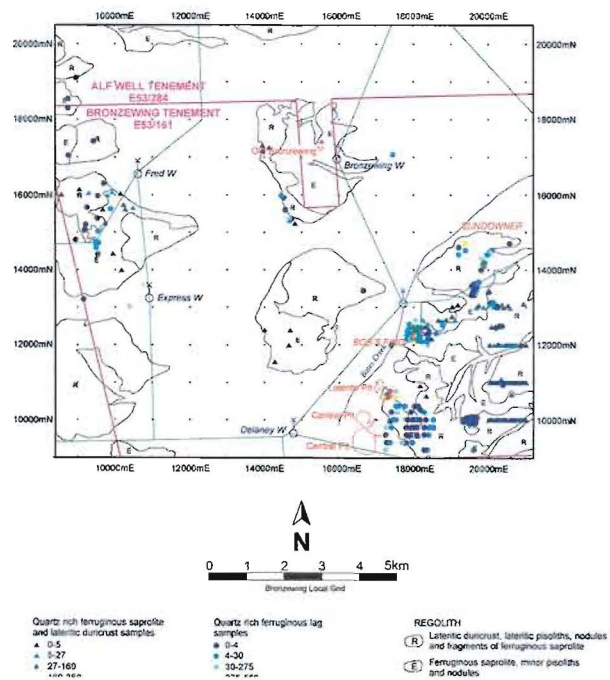 10000mE 12000mE 14000mE 16000mE 18000mE 20000mE
20000mN 20000mN
E
R
ALF WELL TENEMENT
E53/284
18000mN 18000mN
BRONZEWING TENEMENT
E53/161
R
E
R
Bronzewing W
Fred W
16000mN 16000mN
E
R
R
SUNDOWNER
14000mN 14000mN
Express W
R
R
E
12000mN 12000mN
E
R
Laterite Pit
Central Pit
10000mN 10000mN
Delaney W
R
E
10000mE 12000mE 14000mE 16000mE 18000mE 20000mE
N
0 1 2 3 4 5km
Bronzewing Local Grid
Quartz rich ferruginous saprolite
and lateritic duricrust samples
0-5
5-27
27-169
Quartz rich ferruginous lag
samples
0-4
4-30
30-275
REGOLITH
R Lateritic duricrust, lateritic pisoliths, nodules
and fragments of ferruginous saprolite
E Ferruginous saprolite, minor pisoliths
and nodules